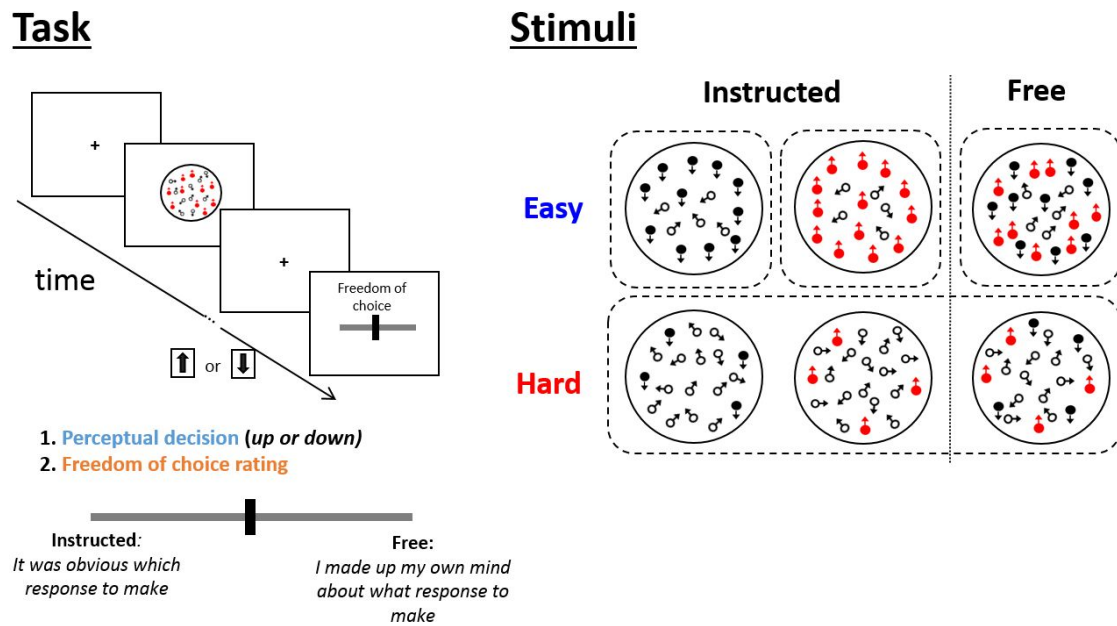 Task
+
+
Freedom of
choice
time
...
or
1. Perceptual decision (up or down)
2. Freedom of choice rating
Instructed:
It was obvious which
response to make
Free:
I made up my own mind
about what response to
make
Stimuli
Instructed
Free
Easy
Hard